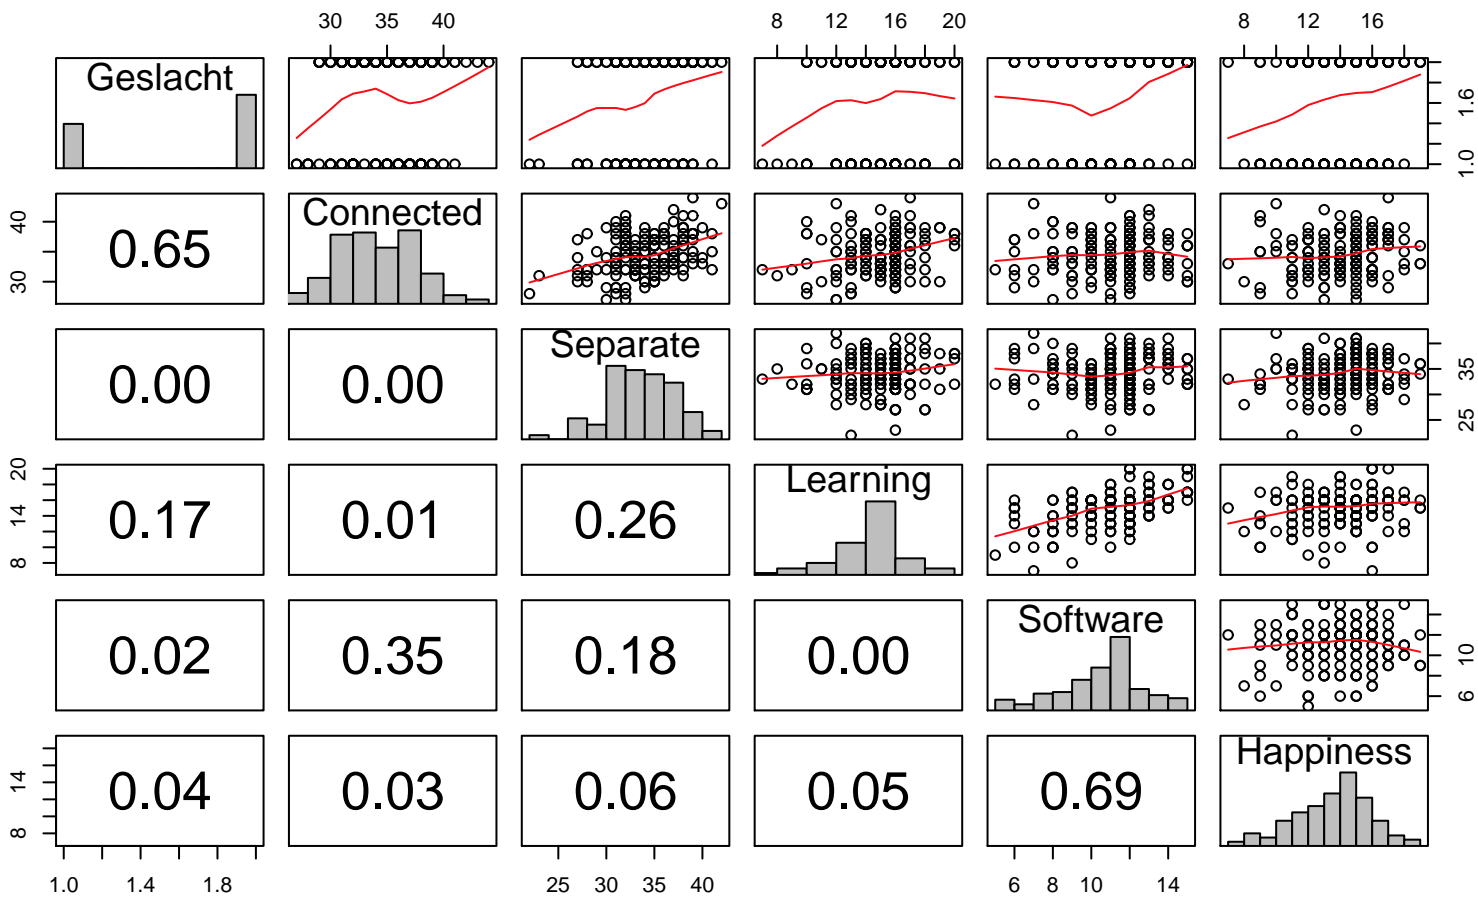 30 35 40 8 12 16 20 8 12 16
Geslacht
1.0 1.6
Connected
30 40
0.65
Separate
0.00 0.00
25 35
Learning
8 14 20
0.17 0.01 0.26
Software
0.02 0.35 0.18 0.00
6 10
Happiness
8 14
0.04 0.03 0.06 0.05 0.69
1.0 1.4 1.8 25 30 35 40 6 8 10 14